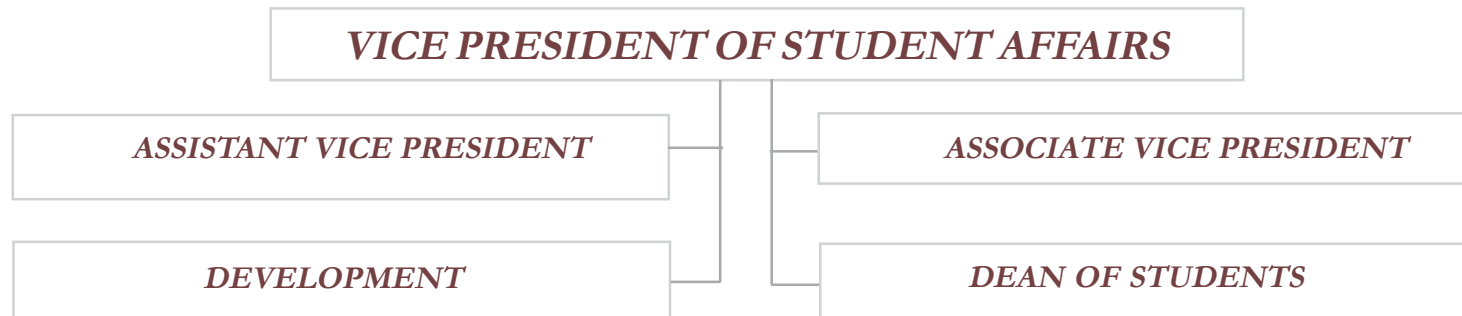 VICE PRESIDENT OF STUDENT AFFAIRS
ASSISTANT VICE PRESIDENT
ASSOCIATE VICE PRESIDENT
DEVELOPMENT
DEAN OF STUDENTS